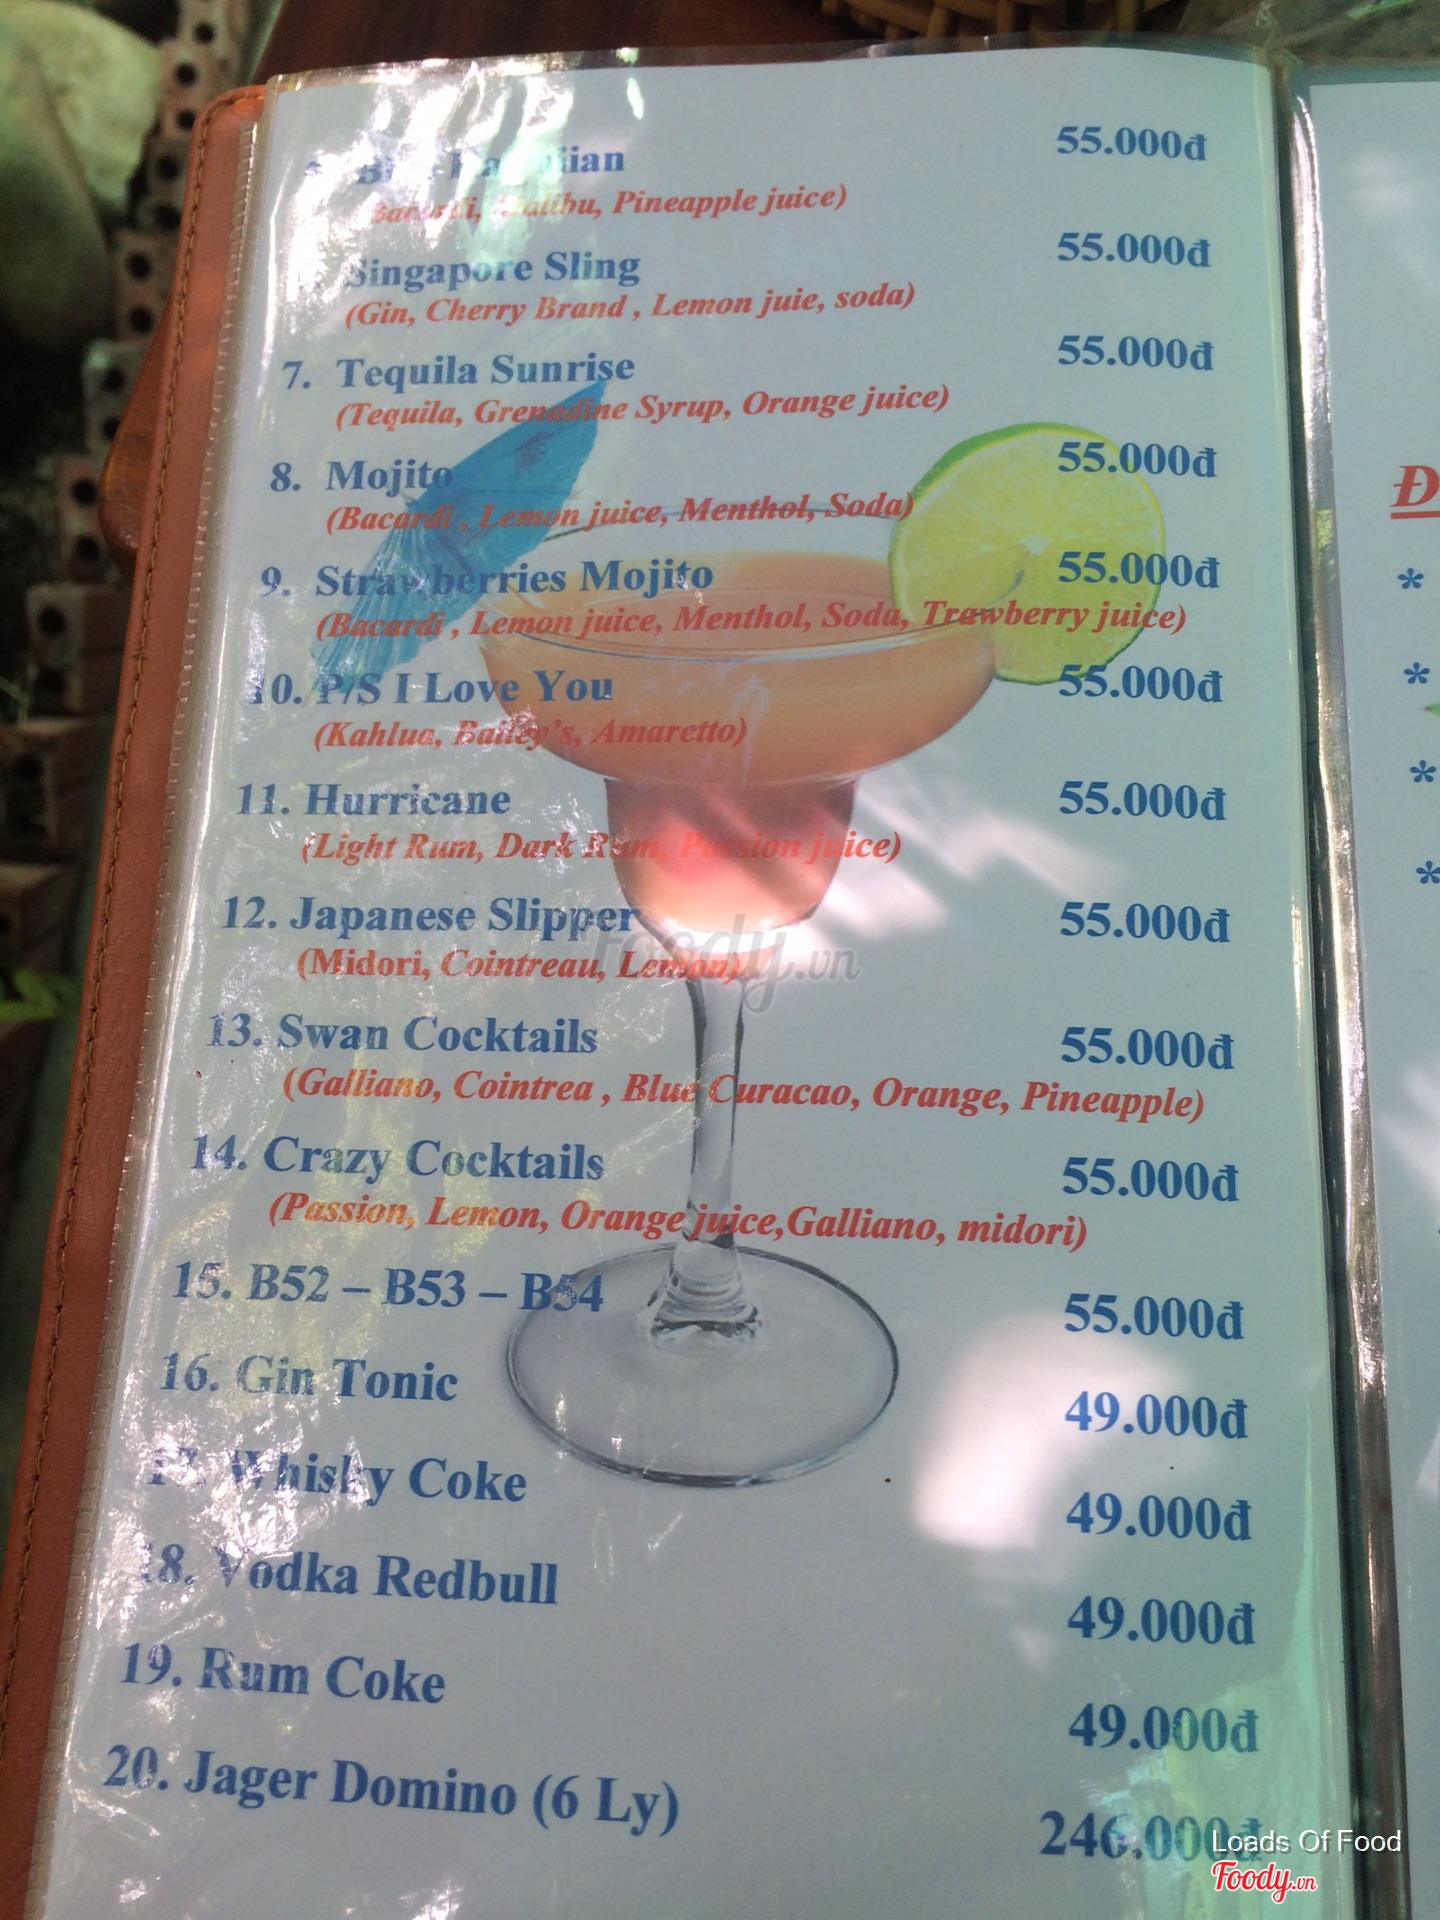 55.000đ
Pineapple juice)
Singapore Sling 55.000đ
(Gin, Cherry Brand , Lemon juie, soda)
7. Tequila Sunrise 55.000đ
(Tequila, Grenadine Syrup, Orange juice)
8. Mojito 55.000đ
(Bacardi , Lemon juice, Menthol, Soda)
9. Strawberries Mojito 55.000đ
(Bacardi , Lemon juice, Menthol, Soda, Trawberry juice)
10. P/S I Love You 55.000đ
(Kahlua, Bailey's, Amaretto)
11. Hurricane 55.000đ
(Light Rum, Dark Rum, Passion juice)
12. Japanese Slipper 55.000đ
(Midori, Cointreau, Lemon)
Foody.vn
13. Swan Cocktails 55.000đ
(Galliano, Cointrea , Blue Curacao, Orange, Pineapple)
14. Crazy Cocktails 55.000đ
(Passion, Lemon, Orange juice,Galliano, midori)
15. B52 – B53 – B54 55.000đ
16. Gin Tonic 49.000đ
17. Whisky Coke 49.000đ
18. Vodka Redbull 49.000đ
19. Rum Coke 49.000đ
20. Jager Domino (6 Ly) 246.000đ
Đ
*
*
*
*
Loads Of Food
Foody.vn